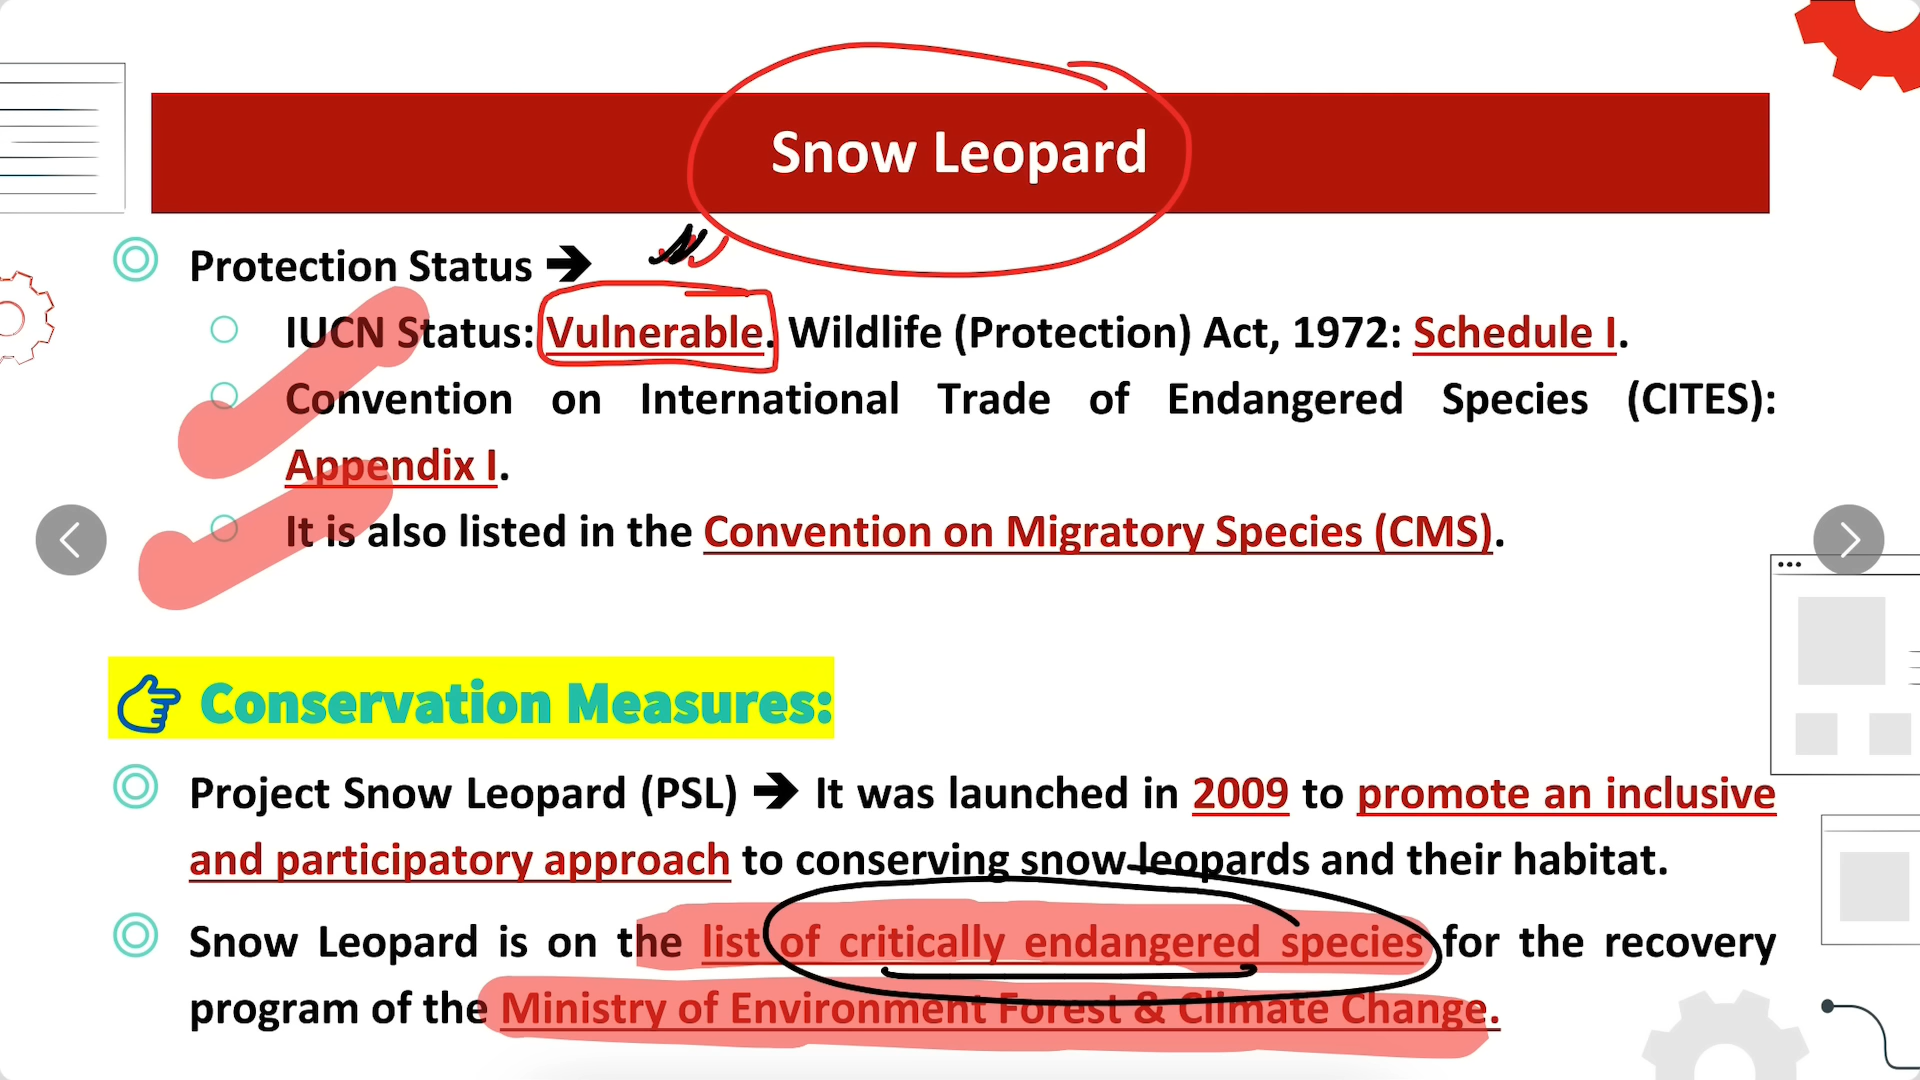 Snow Leopard
Protection Status ➔
IUCN Status: Vulnerable. Wildlife (Protection) Act, 1972: Schedule I.
Convention on International Trade of Endangered Species (CITES):
Appendix I.
It is also listed in the Convention on Migratory Species (CMS).
Conservation Measures:
Project Snow Leopard (PSL) ➔ It was launched in 2009 to promote an inclusive
and participatory approach to conserving snow leopards and their habitat.
Snow Leopard is on the list of critically endangered species for the recovery
program of the Ministry of Environment Forest & Climate Change.